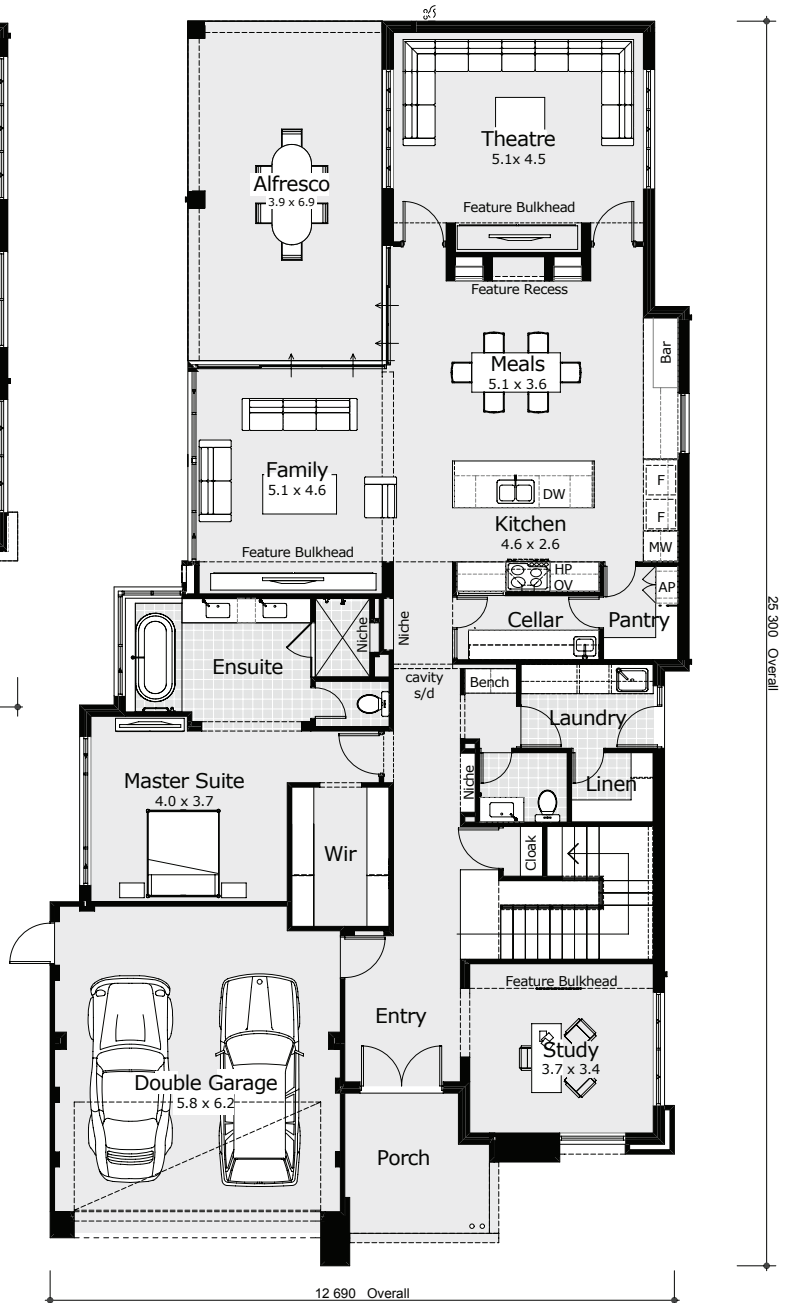 Theatre
5.1x 4.5
Alfresco
3.9 x 6.9
Feature Bulkhead
Feature Recess
Bar
Meals
5.1 x 3.6
Family
5.1 x 4.6
F
DW
F
Kitchen
4.6 x 2.6
MW
Feature Bulkhead
HP
OV
AP
Niche
Niche
Cellar
Pantry
Ensuite
cavity
s/d
Bench
Laundry
Master Suite
4.0 x 3.7
Niche
Linen
Wir
Cloak
Feature Bulkhead
Entry
Study
3.7 x 3.4
Double Garage
5.8 x 6.2
Porch
25 300 Overall
12 690 Overall